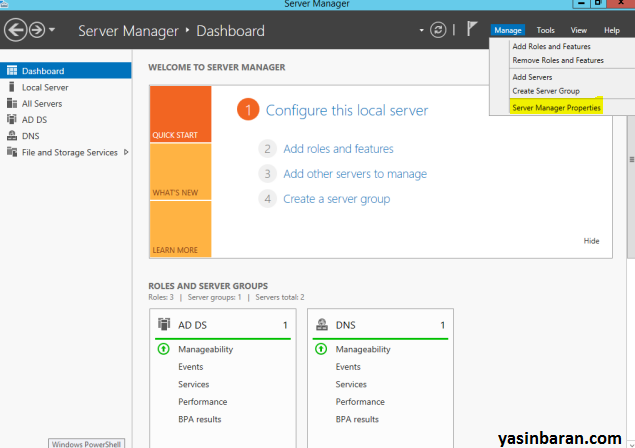 Server Manager
Server Manager ‣ Dashboard
Manage Tools View Help
Add Roles and Features
Remove Roles and Features
Add Servers
Create Server Group
Server Manager Properties
Dashboard
Local Server
All Servers
AD DS
DNS
File and Storage Services
WELCOME TO SERVER MANAGER
QUICK START
WHAT'S NEW
LEARN MORE
1 Configure this local server
2 Add roles and features
3 Add other servers to manage
4 Create a server group
Hide
ROLES AND SERVER GROUPS
Roles: 3 | Server groups: 1 | Servers total: 2
AD DS 1
Manageability
Events
Services
Performance
BPA results
DNS 1
Manageability
Events
Services
Performance
BPA results
Windows PowerShell
yasinbaran.com